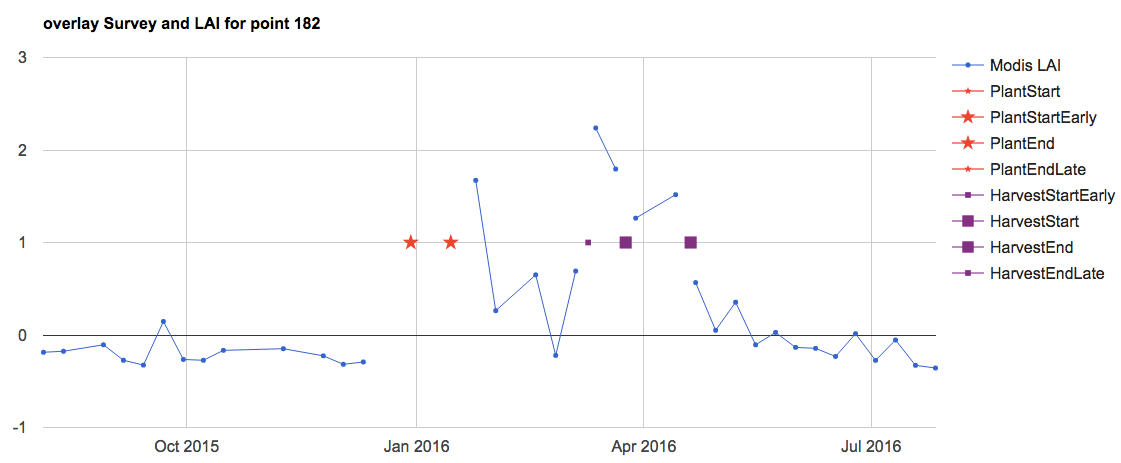 overlay Survey and LAI for point 182
3
2
1
0
-1
Oct 2015
Jan 2016
Apr 2016
Jul 2016
Modis LAI
PlantStart
PlantStartEarly
PlantEnd
PlantEndLate
HarvestStartEarly
HarvestStart
HarvestEnd
HarvestEndLate